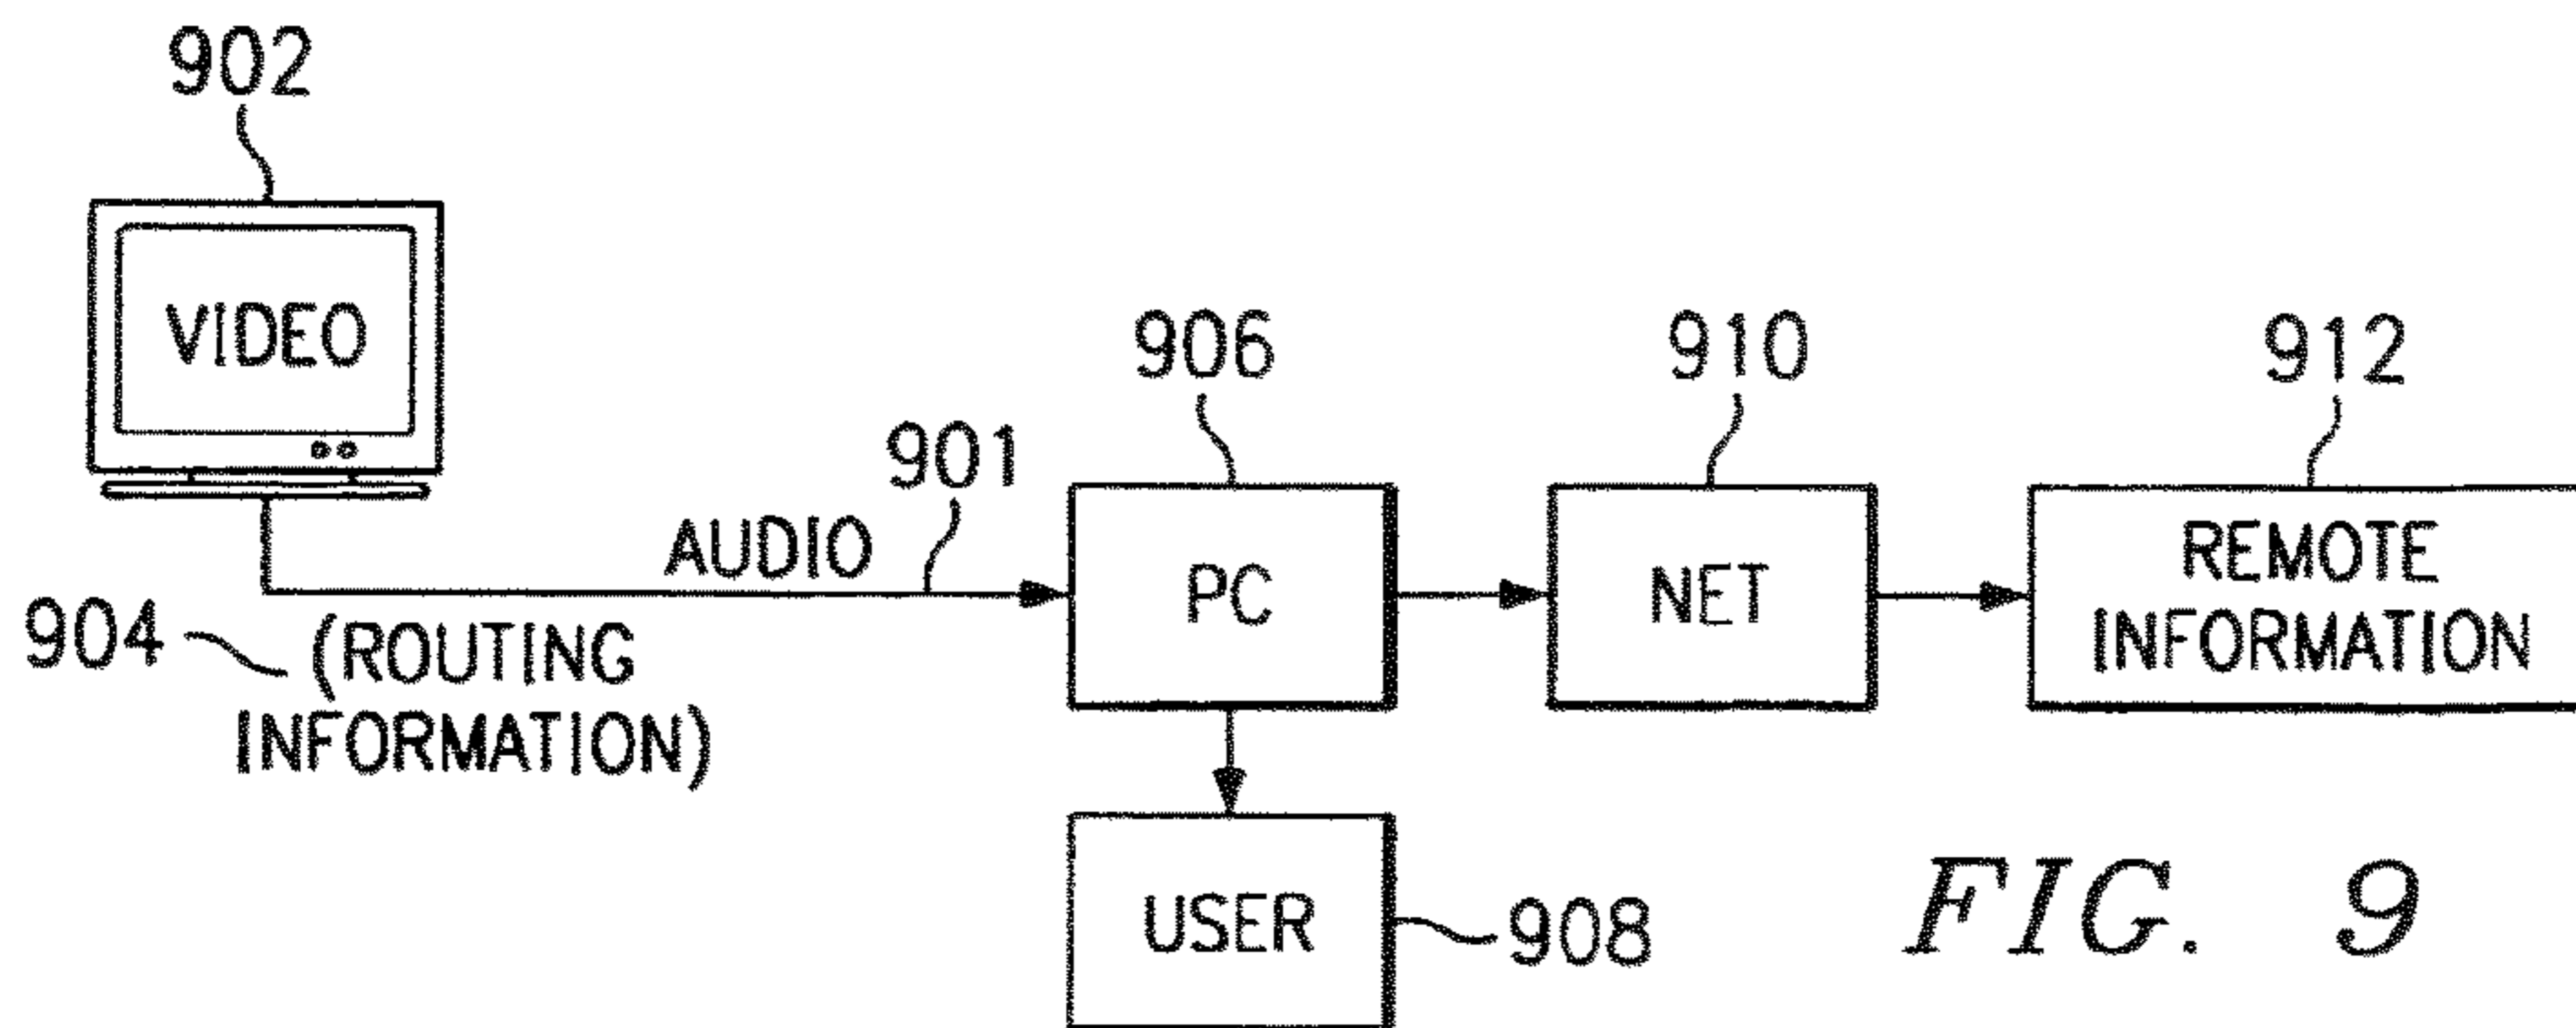 902
VIDEO
906
910
912
901
AUDIO
PC
NET
REMOTE
INFORMATION
904
(ROUTING
INFORMATION)
USER
908
FIG. 9